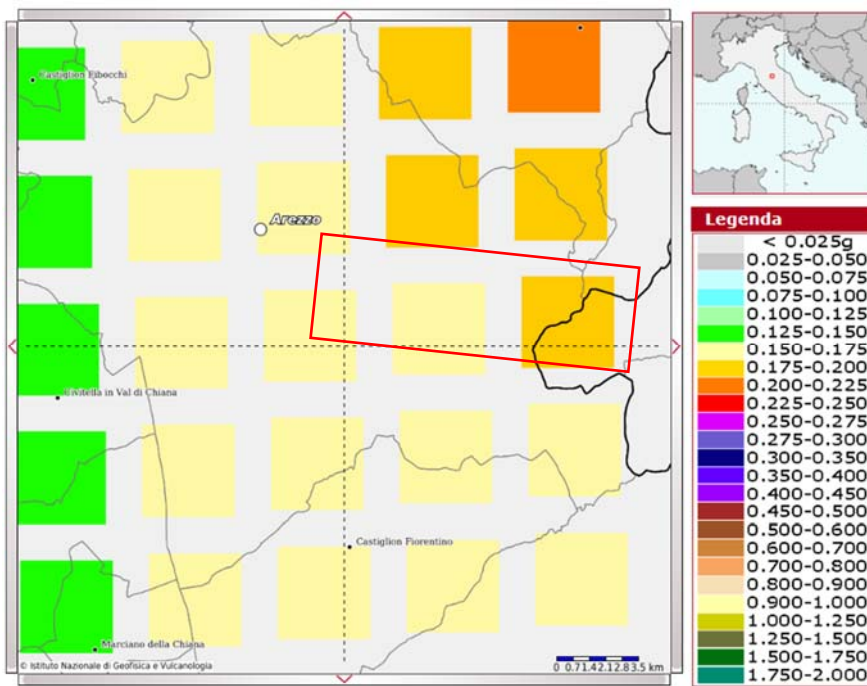 Castiglion Fibocchi
Arezzo
Civitella in Val di Chiana
Castiglion Fiorentino
Marciano della Chiana
© Istituto Nazionale di Geofisica e Vulcanologia
0 0.71.42.12.83.5 km
Legenda
< 0.025g
0.025-0.050
0.050-0.075
0.075-0.100
0.100-0.125
0.125-0.150
0.150-0.175
0.175-0.200
0.200-0.225
0.225-0.250
0.250-0.275
0.275-0.300
0.300-0.350
0.350-0.400
0.400-0.450
0.450-0.500
0.500-0.600
0.600-0.700
0.700-0.800
0.800-0.900
0.900-1.000
1.000-1.250
1.250-1.500
1.500-1.750
1.750-2.000